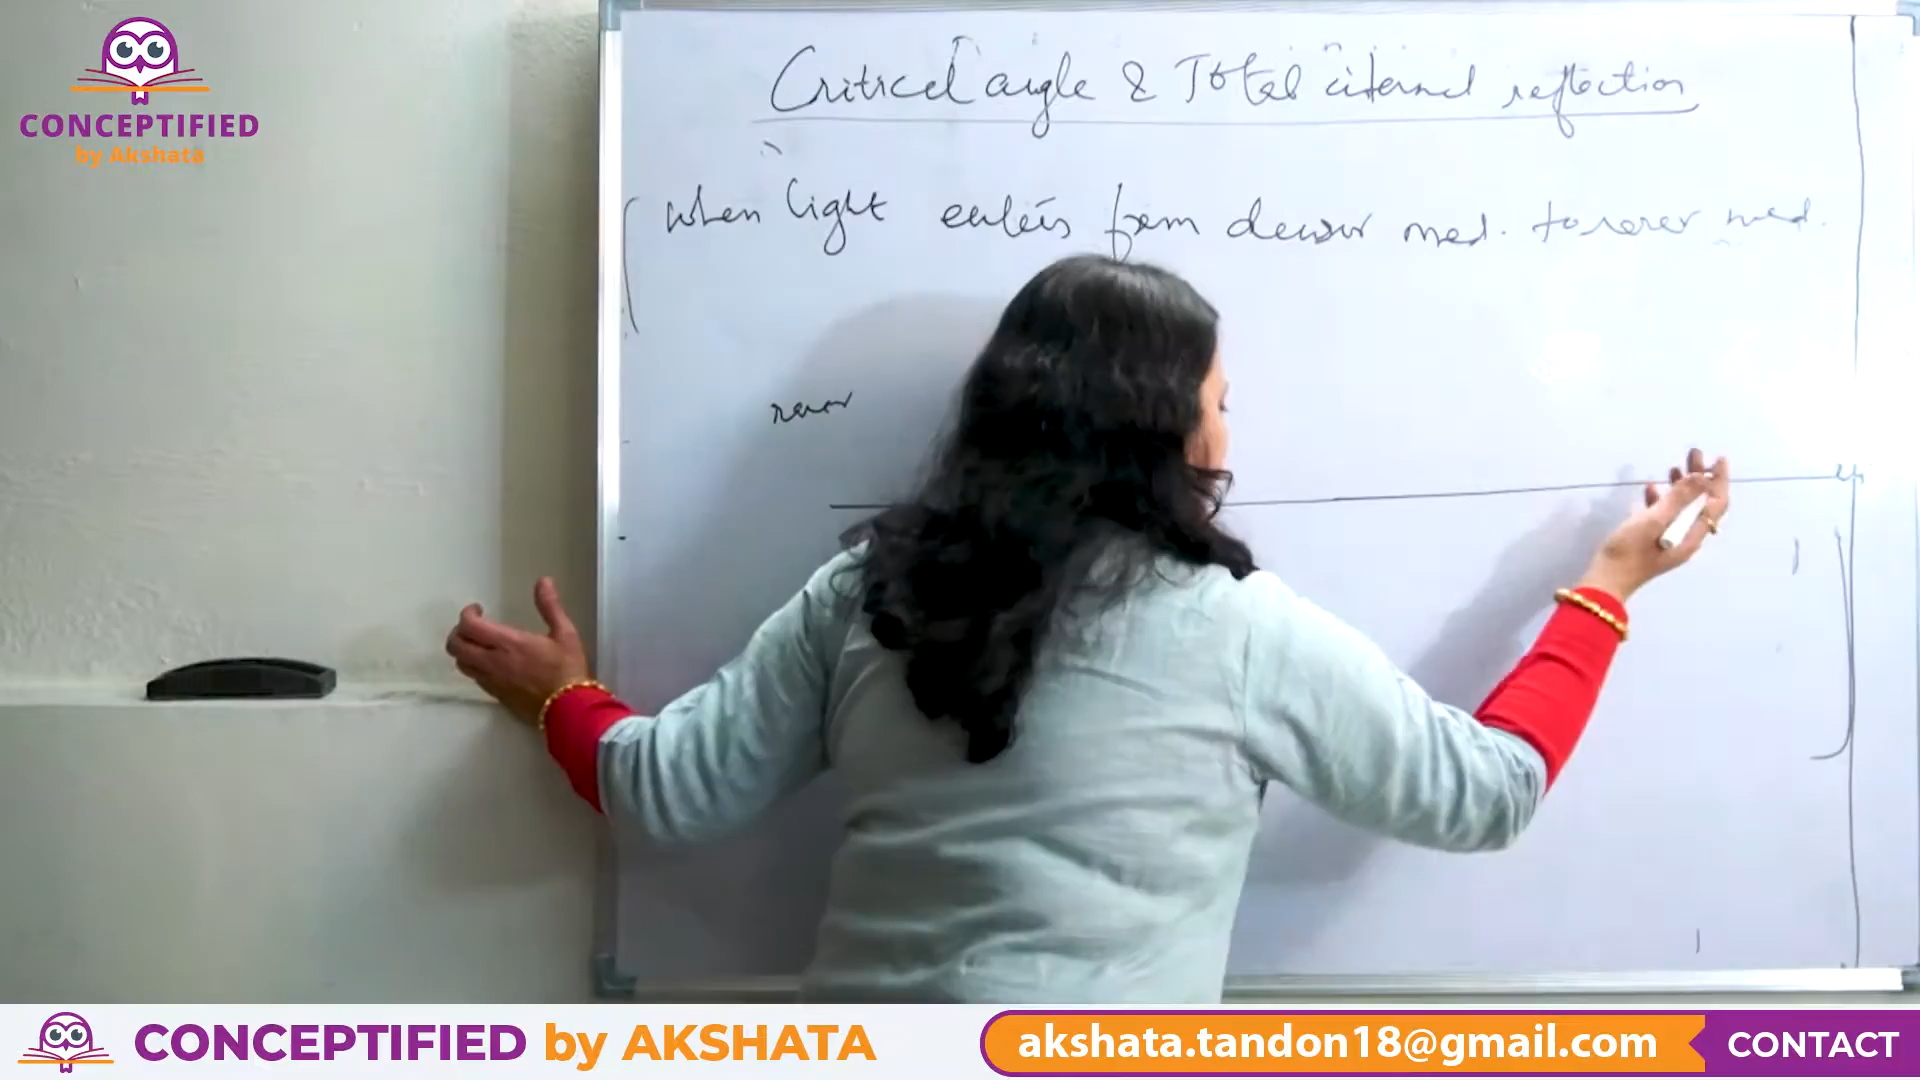 CONCEPTIFIED
by Akshata
Critical angle & Total internal reflection
when light enters from denser med. to rarer med.
rarer
CONCEPTIFIED by AKSHATA
akshata.tandon18@gmail.com
CONTACT